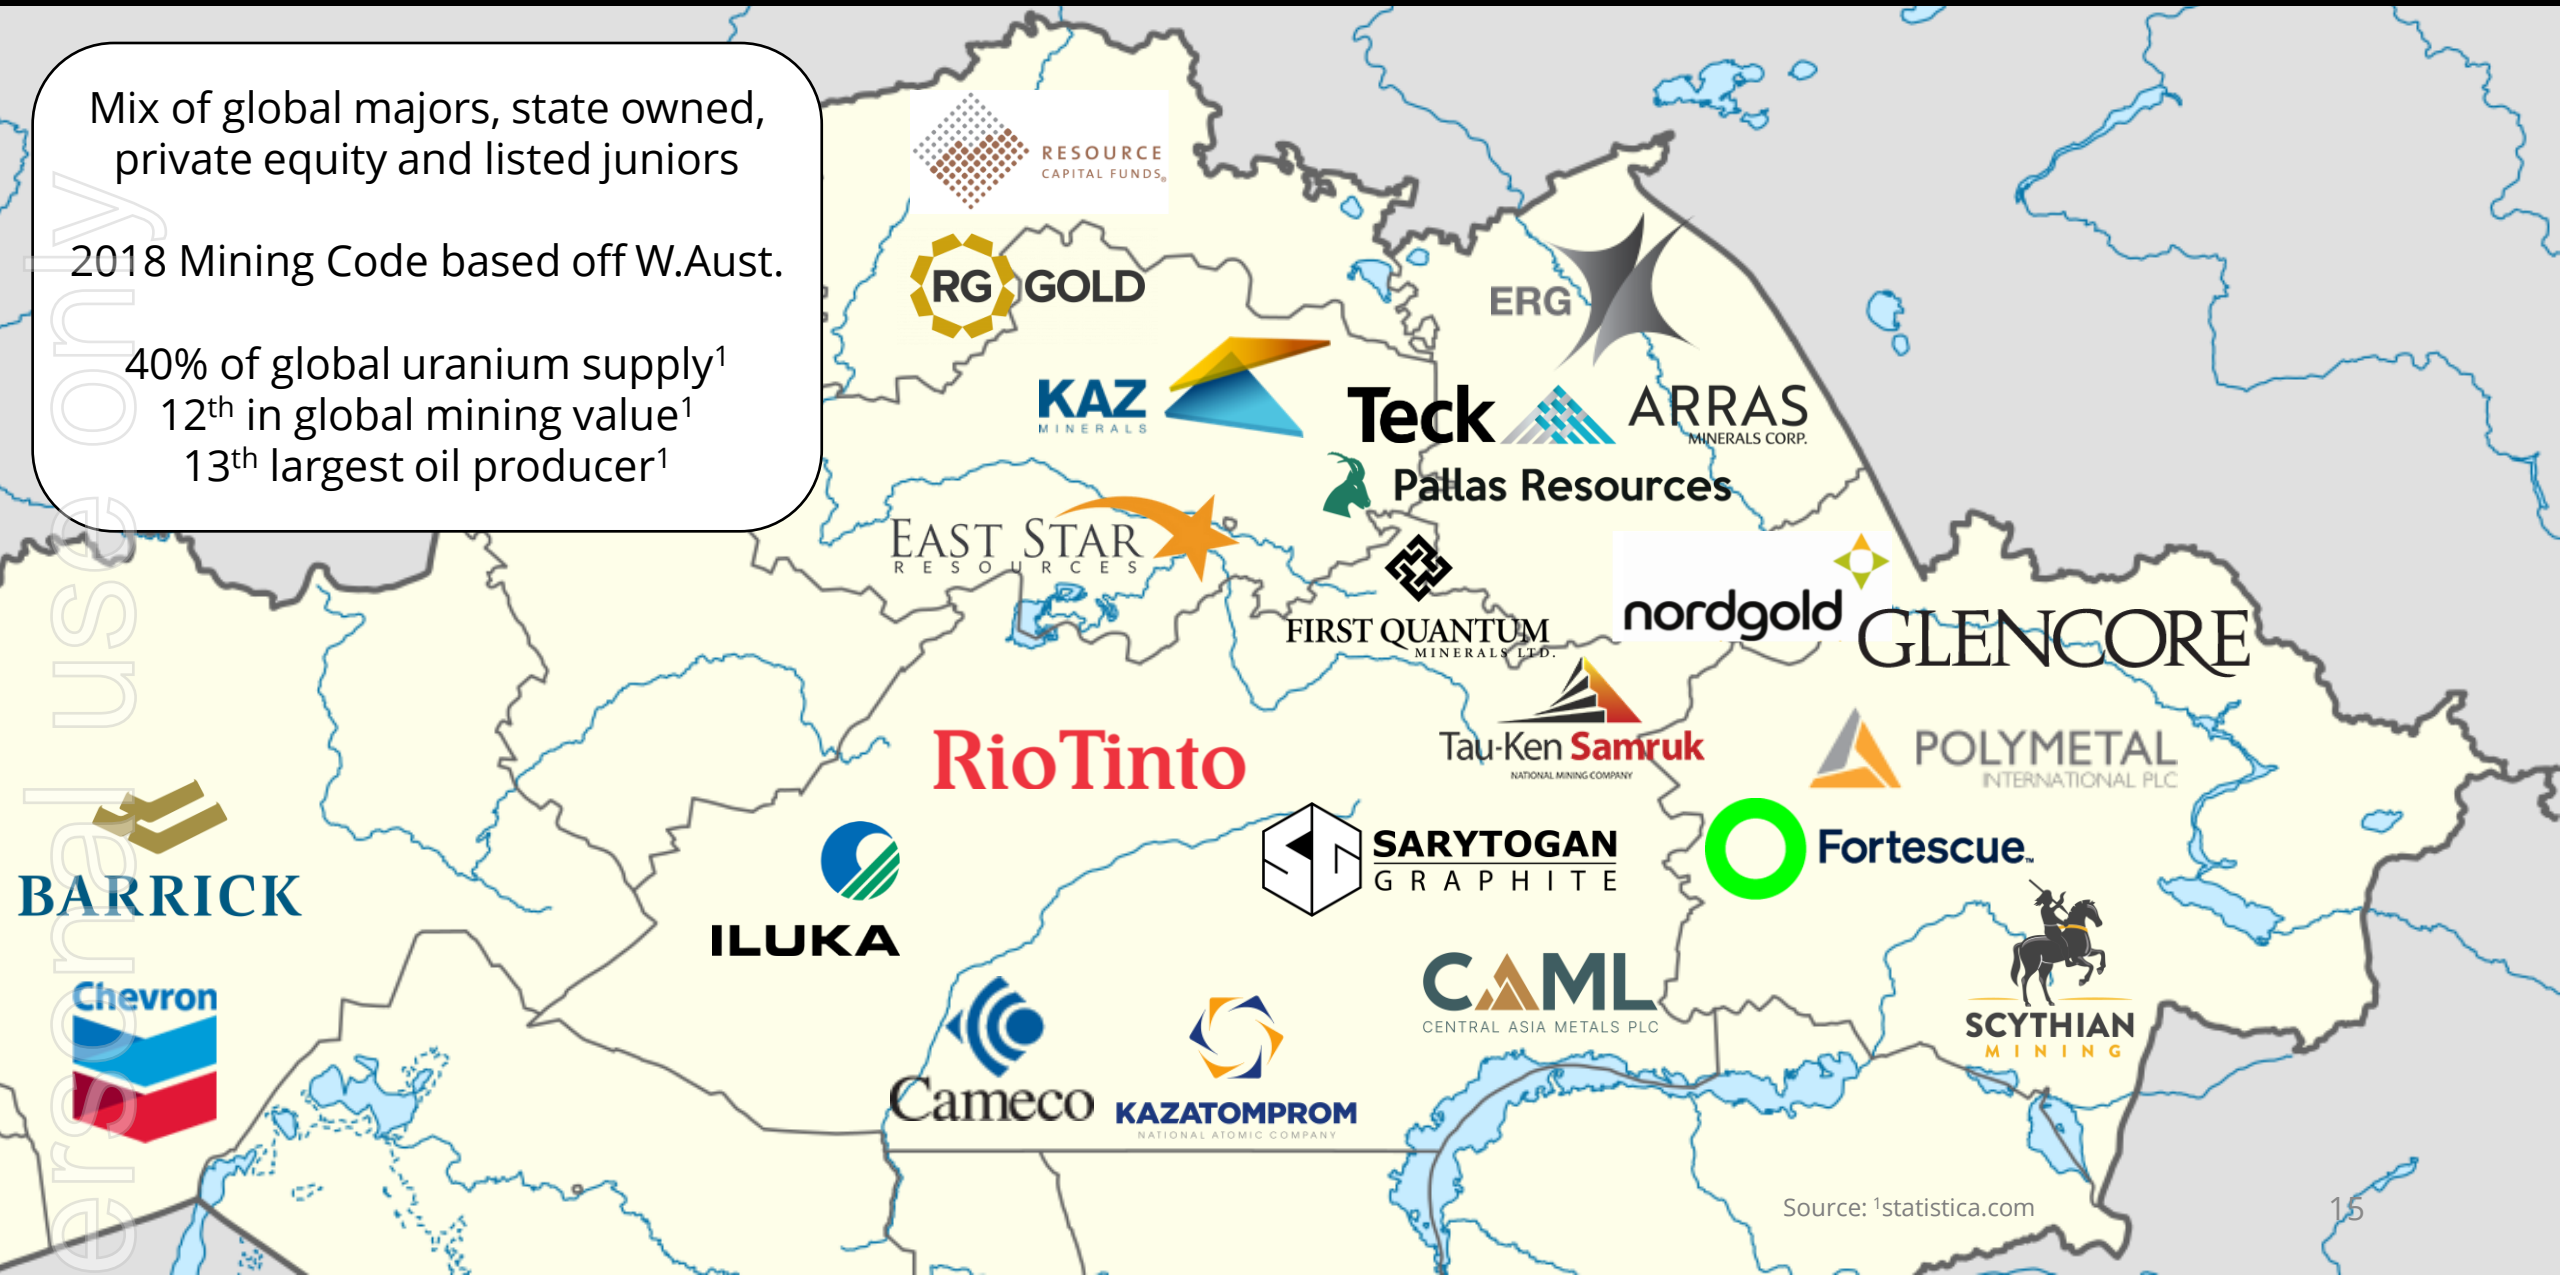 Mix of global majors, state owned,
private equity and listed juniors
2018 Mining Code based off W.Aust.
40% of global uranium supply¹
12th in global mining value¹
13th largest oil producer¹
RESOURCE
CAPITAL FUNDS®
RG GOLD
ERG
KAZ
MINERALS
Teck
ARRAS
MINERALS CORP.
Pallas Resources
EAST STAR
RESOURCES
FIRST QUANTUM
MINERALS LTD.
nordgold
GLENCORE
RioTinto
Tau-Ken Samruk
NATIONAL MINING COMPANY
POLYMETAL
INTERNATIONAL PLC
BARRICK
ILUKA
SARYTOGAN
GRAPHITE
Fortescue™
Chevron
Cameco
KAZATOMPROM
NATIONAL ATOMIC COMPANY
CAML
CENTRAL ASIA METALS PLC
SCYTHIAN
MINING
Source: ¹statistica.com
15
ersonal use only